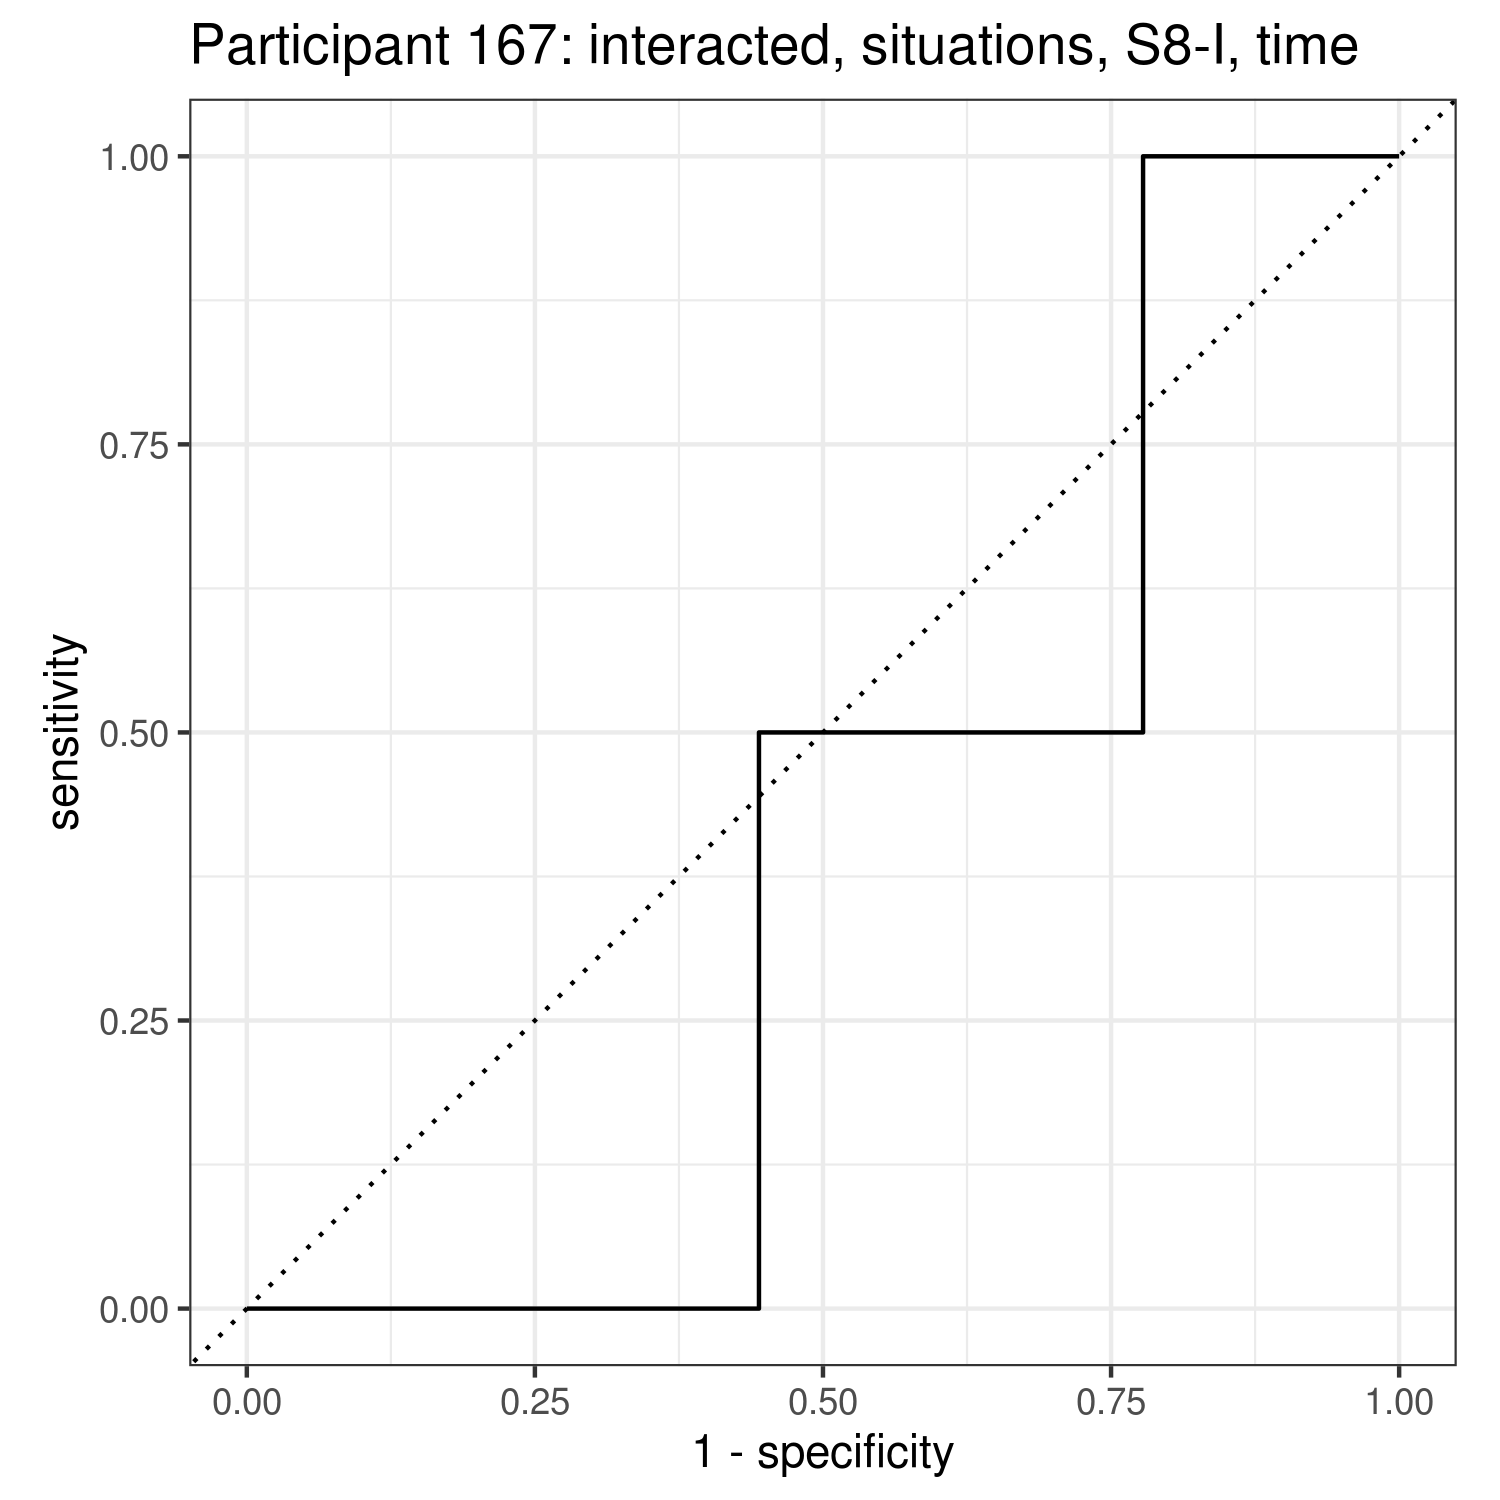 Participant 167: interacted, situations, S8-I, time
sensitivity
1.00
0.75
0.50
0.25
0.00
0.00 0.25 0.50 0.75 1.00
1 - specificity